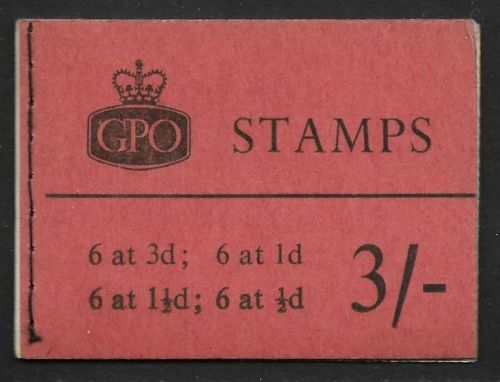 GPO
STAMPS
6 at 3d; 6 at 1d
6 at 1½d; 6 at ½d
3/-